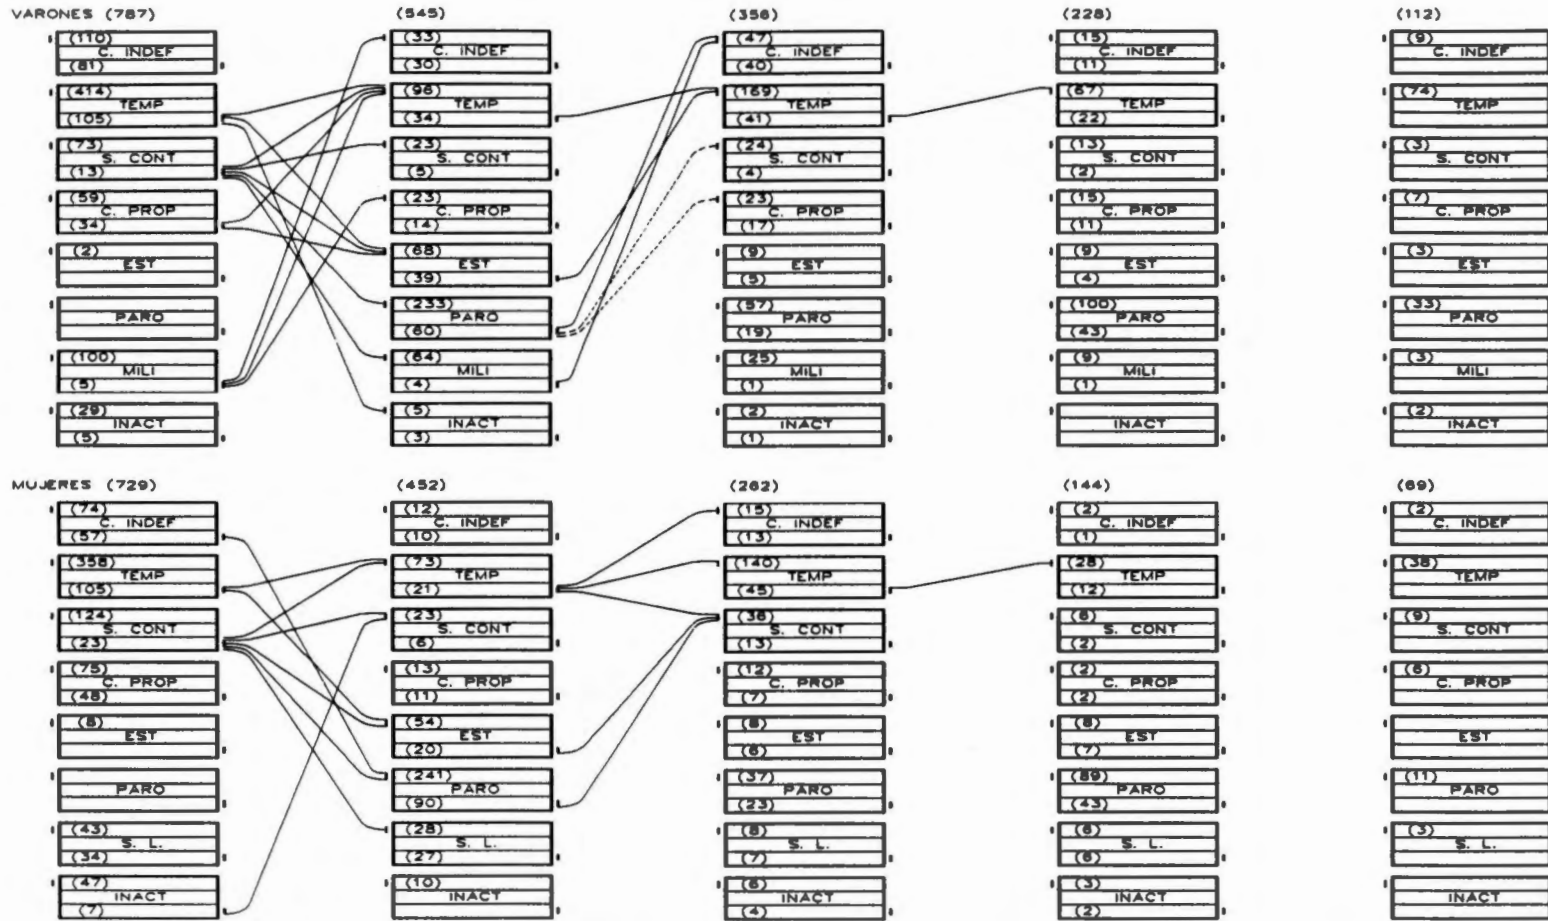 VARONES (787) (545) (356) (228) (112)
(110) (33) (47) (15) (9)
C. INDEF C. INDEF C. INDEF C. INDEF C. INDEF
(81) (30) (40) (11)
(414) (96) (169) (67) (74)
TEMP TEMP TEMP TEMP TEMP
(105) (34) (41) (22)
(73) (23) (24) (13) (3)
S. CONT S. CONT S. CONT S. CONT S. CONT
(13) (5) (4) (2)
(59) (23) (23) (15) (7)
C. PROP C. PROP C. PROP C. PROP C. PROP
(34) (14) (17) (11)
(2) (68) (9) (9) (3)
EST EST EST EST EST
(39) (5) (4)
(233) (57) (100) (33)
PARO PARO PARO PARO PARO
(60) (19) (43)
(100) (64) (25) (9) (3)
MILI MILI MILI MILI MILI
(5) (4) (1) (1)
(29) (5) (2) (2)
INACT INACT INACT INACT INACT
(5) (3) (1)
MUJERES (729) (452) (262) (144) (69)
(74) (12) (15) (2) (2)
C. INDEF C. INDEF C. INDEF C. INDEF C. INDEF
(57) (10) (13) (1)
(358) (73) (140) (28) (38)
TEMP TEMP TEMP TEMP TEMP
(105) (21) (45) (12)
(124) (23) (36) (6) (9)
S. CONT S. CONT S. CONT S. CONT S. CONT
(23) (6) (13) (2)
(75) (13) (12) (2) (6)
C. PROP C. PROP C. PROP C. PROP C. PROP
(48) (11) (7) (2)
(8) (54) (8) (8)
EST EST EST EST EST
(20) (6) (7)
(241) (37) (89) (11)
PARO PARO PARO PARO PARO
(90) (23) (43)
(43) (28) (8) (6) (3)
S. L. S. L. S. L. S. L. S. L.
(34) (27) (7) (6)
(47) (10) (6) (3)
INACT INACT INACT INACT INACT
(7) (4) (2)